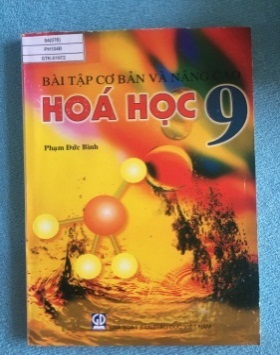 BÀI TẬP CƠ BẢN VÀ NÂNG CAO
HOÁ HỌC 9
Phạm Đức Bình